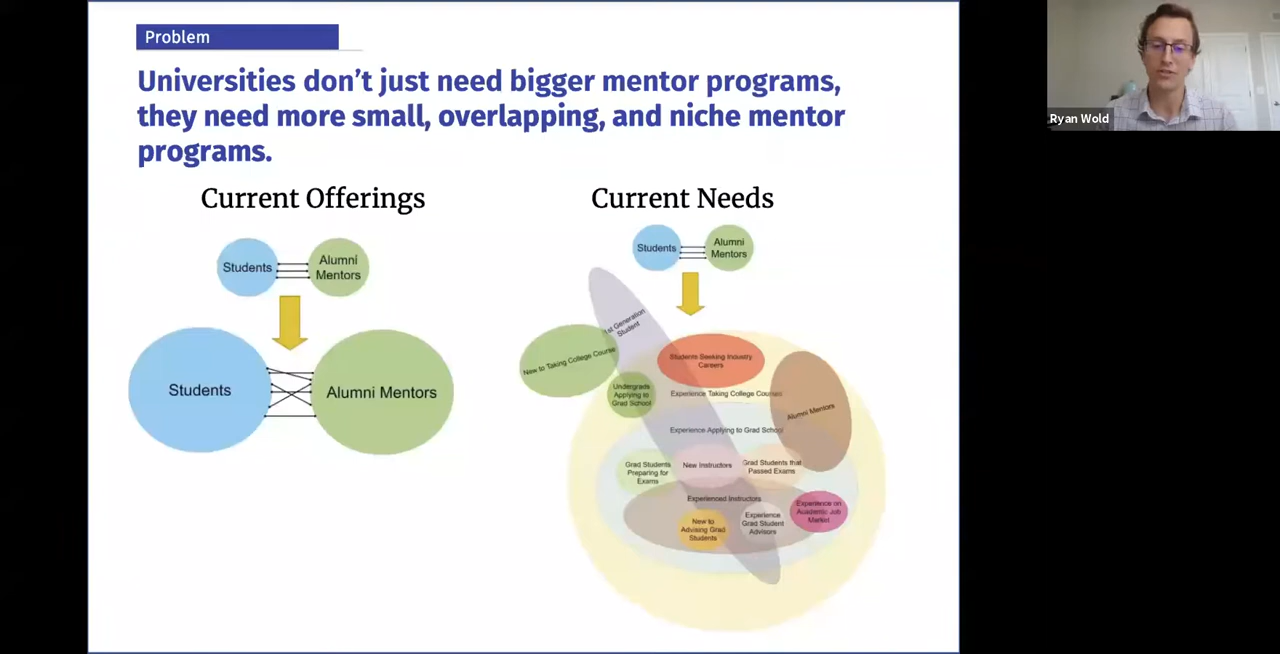 Problem
Universities don't just need bigger mentor programs,
they need more small, overlapping, and niche mentor
programs.
Current Offerings
Students
Alumni
Mentors
Students
Alumni Mentors
Current Needs
Students
Alumni
Mentors
1st Generation
Student
New to Taking College Course
Students Seeking Industry
Careers
Undergrads
Applying to
Grad School
Experience Taking College Courses
Alumni Mentors
Experience Applying to Grad School
Grad Students
Preparing for
Exams
New Instructors
Grad Students that
Passed Exams
Experienced Instructors
New to
Advising Grad
Students
Experience
Grad Student
Advisors
Experience on
Academic Job
Market
Ryan Wold